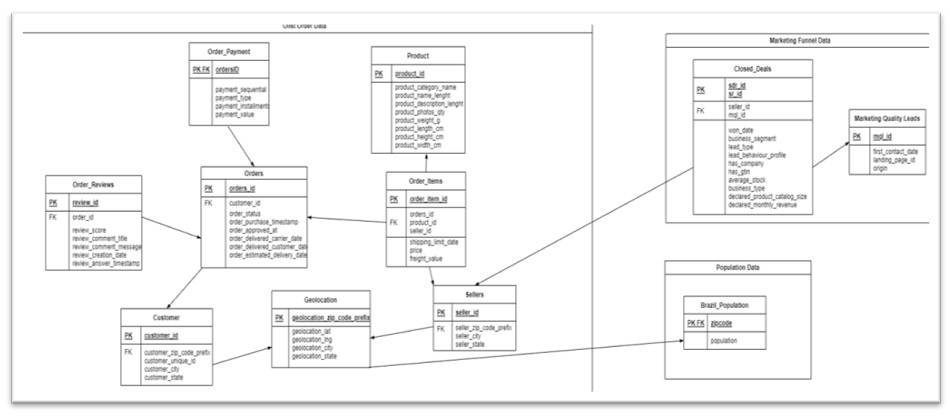 Olist Order Data
Order_Payment
PK FK ordersID
payment_sequential
payment_type
payment_installments
payment_value
Product
PK product_id
product_category_name
product_name_lenght
product_description_lenght
product_photos_qty
product_weight_g
product_length_cm
product_height_cm
product_width_cm
Order_Reviews
PK review_id
FK order_id
review_score
review_comment_title
review_comment_message
review_creation_date
review_answer_timestamp
Orders
PK orders_id
FK customer_id
order_status
order_purchase_timestamp
order_approved_at
order_delivered_carrier_date
order_delivered_customer_date
order_estimated_delivery_date
Order_Items
PK order_item_id
FK orders_id
product_id
seller_id
shipping_limit_date
price
freight_value
Customer
PK customer_id
FK customer_zip_code_prefix
customer_unique_id
customer_city
customer_state
Geolocation
PK geolocation_zip_code_prefix
geolocation_lat
geolocation_lng
geolocation_city
geolocation_state
Sellers
PK seller_id
FK seller_zip_code_prefix
seller_city
seller_state
Marketing Funnel Data
Closed_Deals
PK sdr_id
sr_id
FK seller_id
mql_id
won_date
business_segment
lead_type
lead_behaviour_profile
has_company
has_gtin
average_stock
business_type
declared_product_catalog_size
declared_monthly_revenue
Marketing Quality Leads
PK mql_id
first_contact_date
landing_page_id
origin
Population Data
Brazil_Population
PK FK zipcode
population